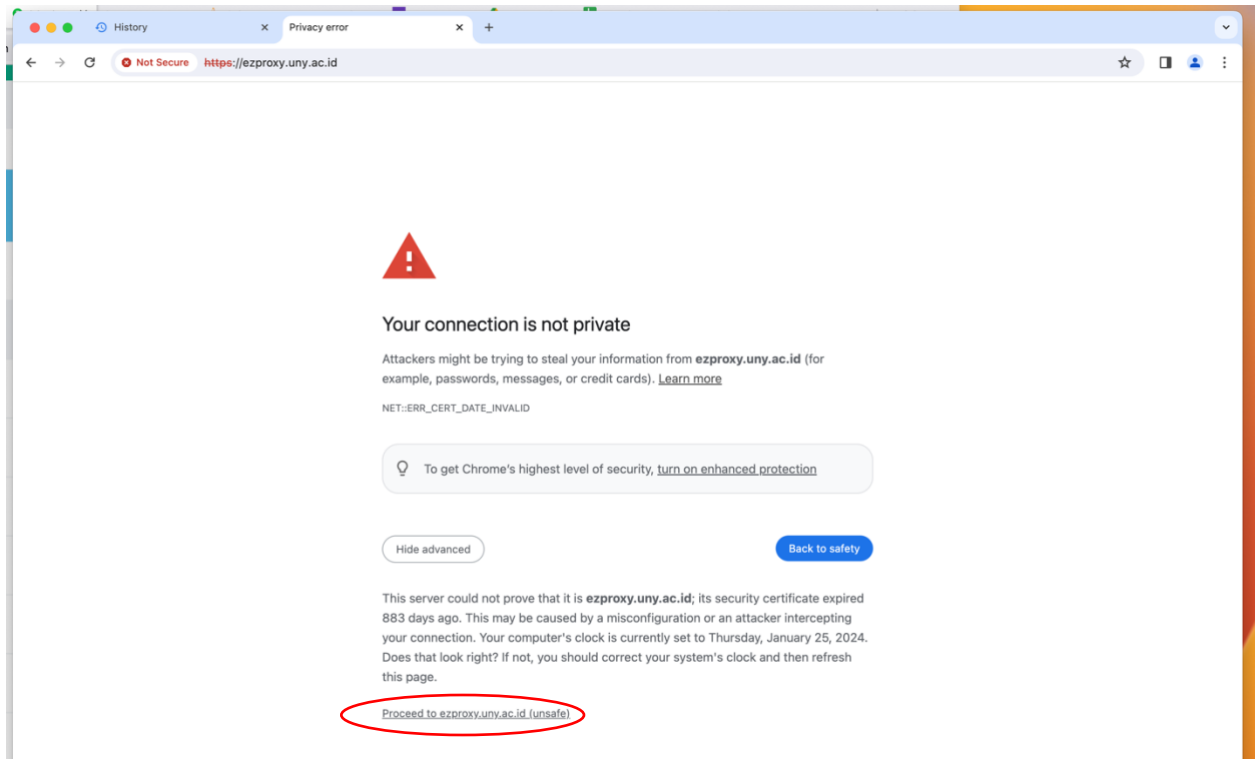 History
Privacy error
Not Secure https://ezproxy.uny.ac.id
Your connection is not private
Attackers might be trying to steal your information from ezproxy.uny.ac.id (for
example, passwords, messages, or credit cards). Learn more
NET::ERR_CERT_DATE_INVALID
To get Chrome's highest level of security, turn on enhanced protection
Hide advanced
Back to safety
This server could not prove that it is ezproxy.uny.ac.id; its security certificate expired
883 days ago. This may be caused by a misconfiguration or an attacker intercepting
your connection. Your computer's clock is currently set to Thursday, January 25, 2024.
Does that look right? If not, you should correct your system's clock and then refresh
this page.
Proceed to ezproxy.uny.ac.id (unsafe)